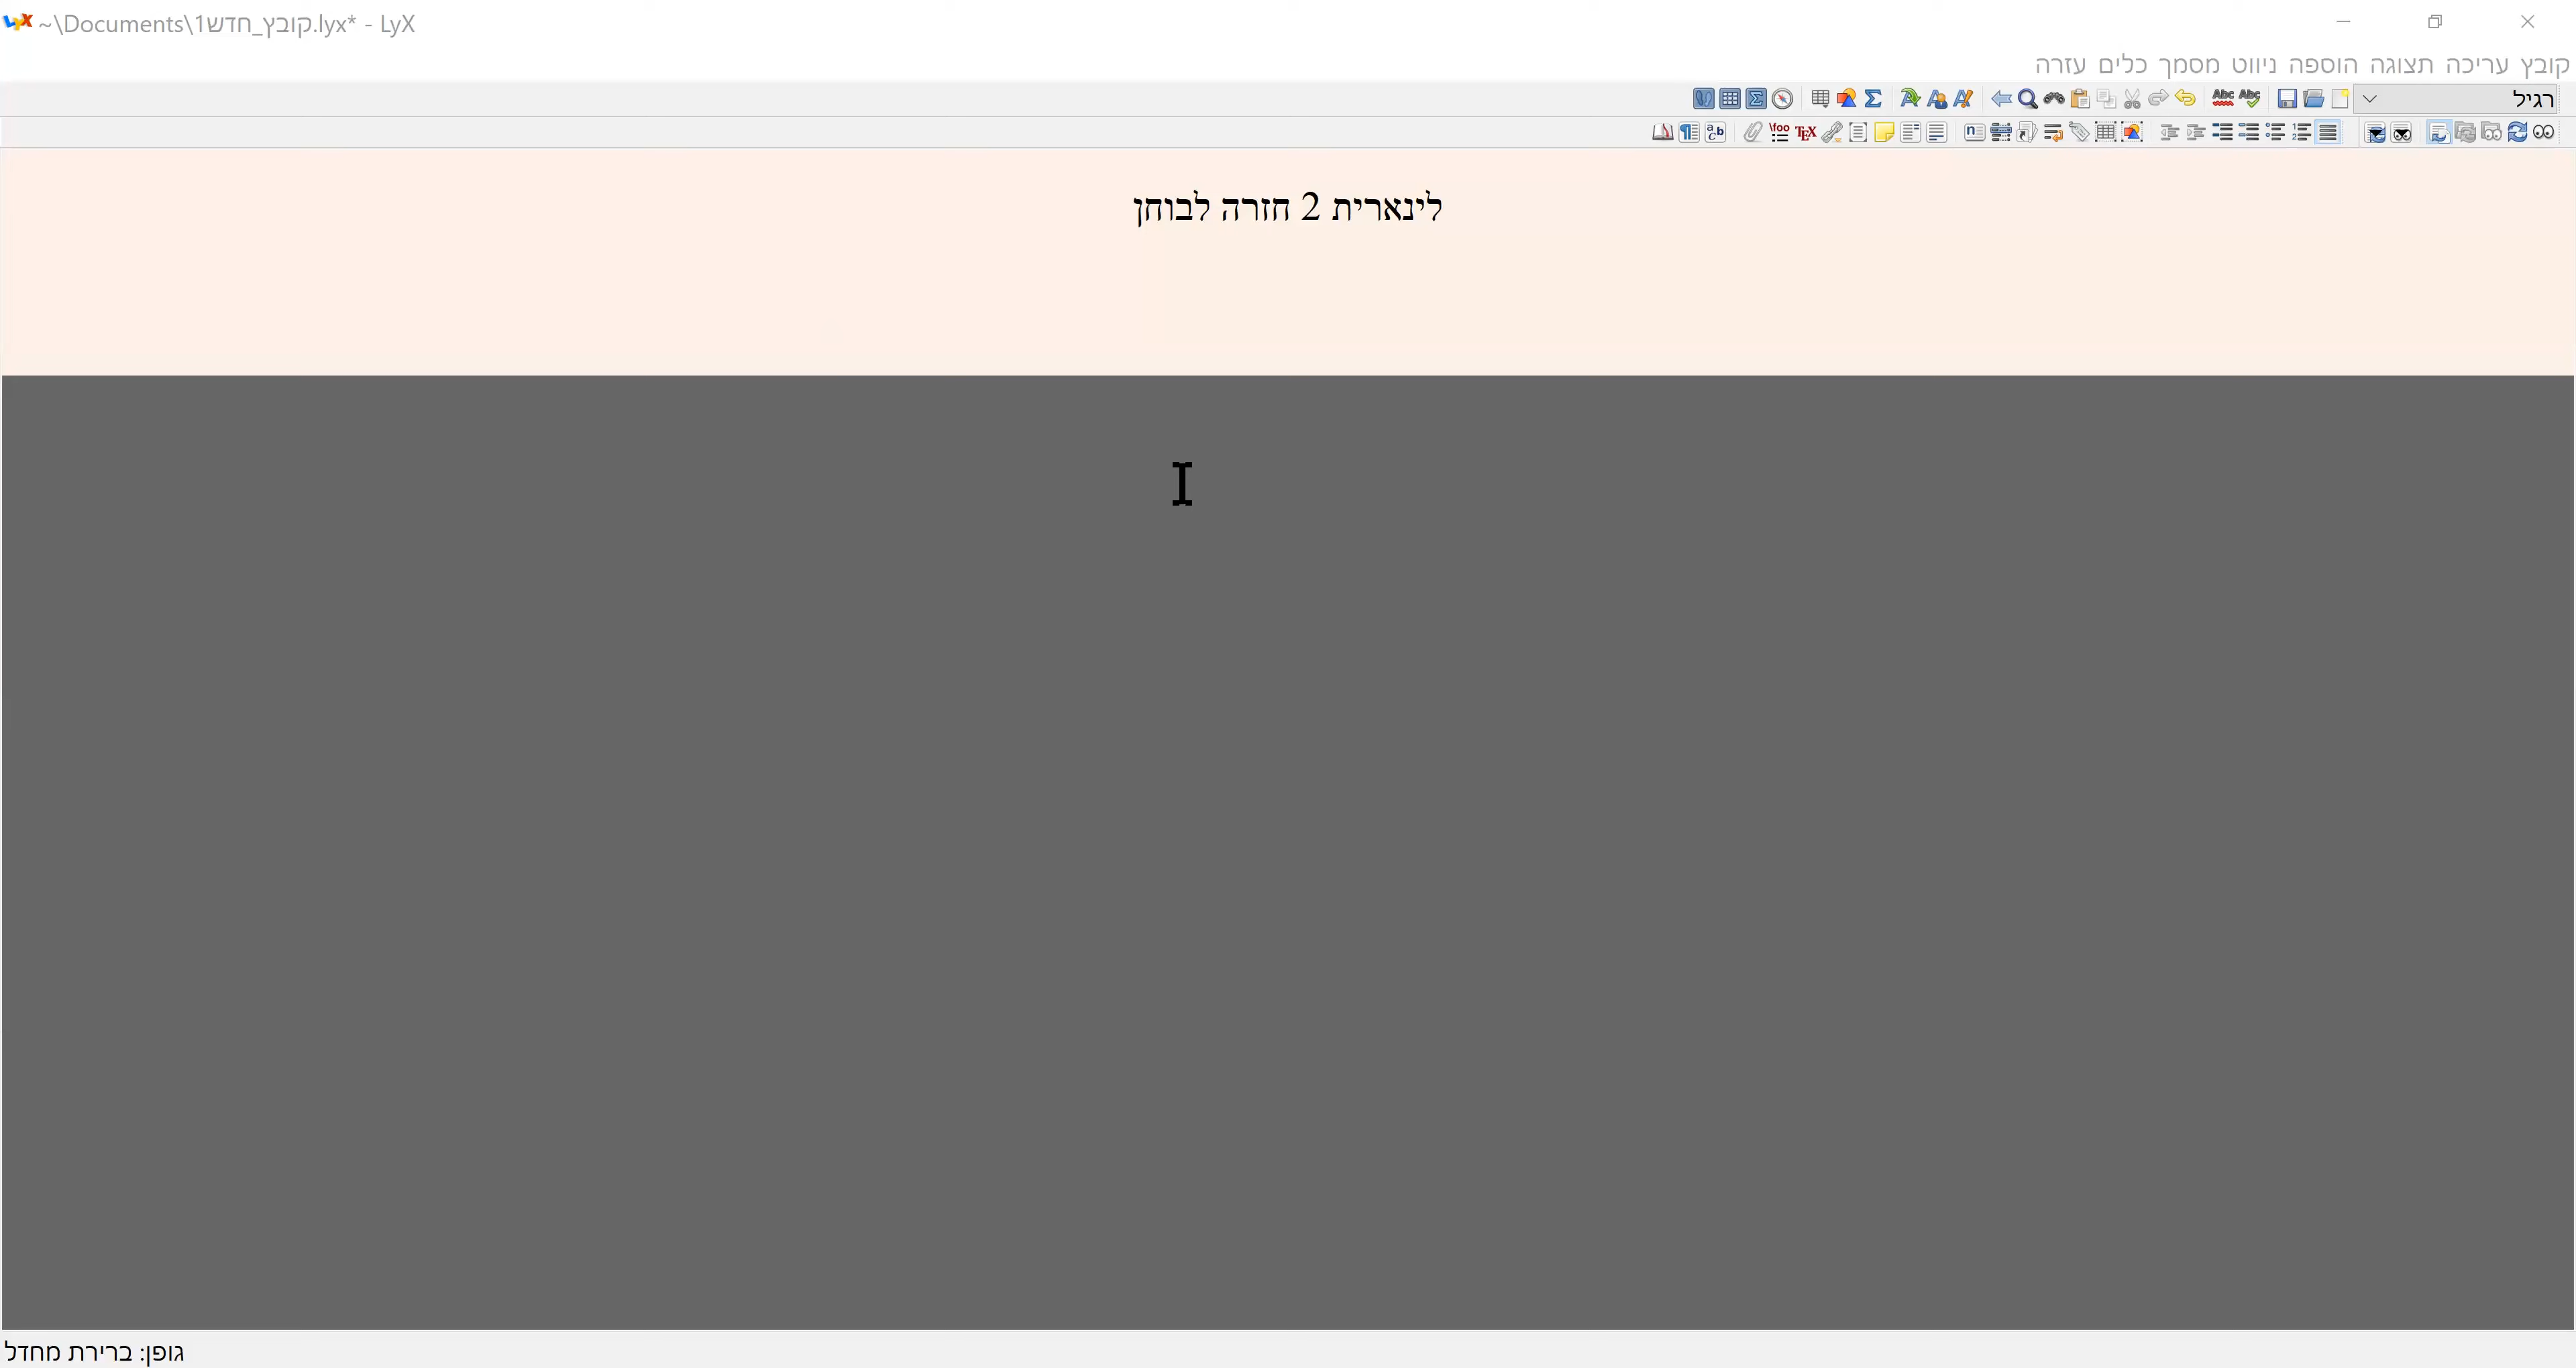 ~\Documents\קובץ_חדש1.lyx* - LyX
קובץ עריכה תצוגה הוספה ניווט מסמך כלים עזרה
רגיל
לינארית 2 חזרה לבוחן
גופן: ברירת מחדל